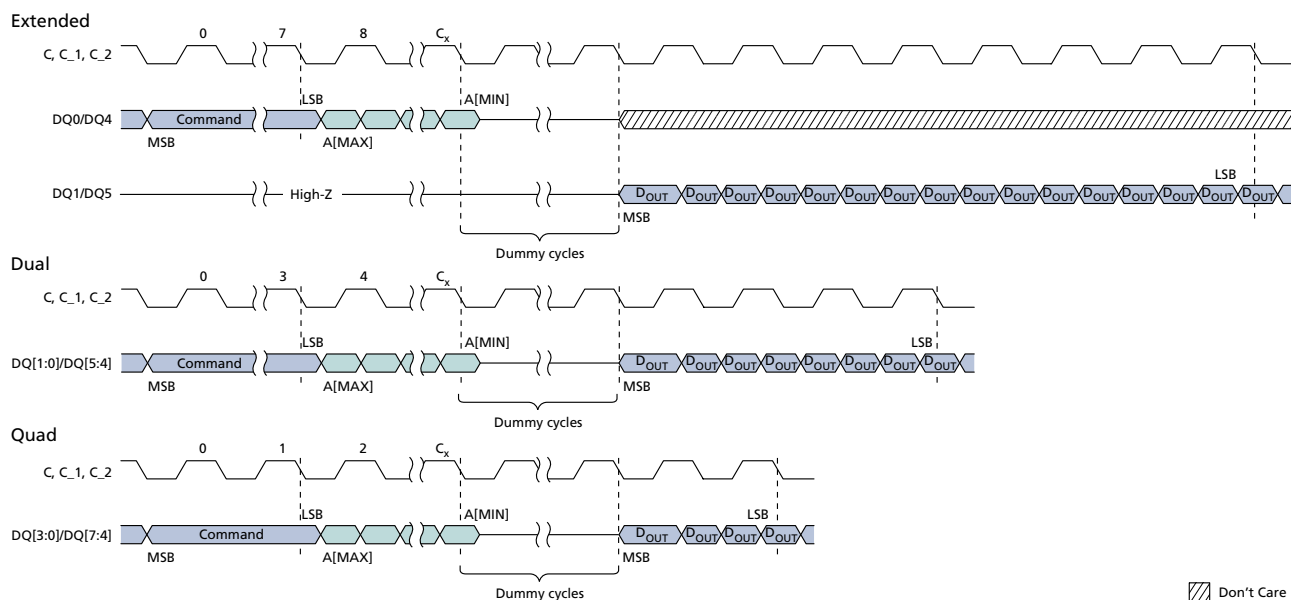 Extended
0 7 8 Cx
C, C_1, C_2
LSB A[MIN]
DQ0/DQ4 Command
MSB A[MAX]
LSB
DQ1/DQ5 High-Z DOUT DOUT DOUT DOUT DOUT DOUT DOUT DOUT DOUT DOUT DOUT DOUT DOUT DOUT DOUT DOUT
MSB
Dummy cycles
Dual
0 3 4 Cx
C, C_1, C_2
LSB A[MIN] LSB
DQ[1:0]/DQ[5:4] Command DOUT DOUT DOUT DOUT DOUT DOUT DOUT DOUT
MSB A[MAX] MSB
Dummy cycles
Quad
0 1 2 Cx
C, C_1, C_2
LSB A[MIN] LSB
DQ[3:0]/DQ[7:4] Command DOUT DOUT DOUT DOUT
MSB A[MAX] MSB
Dummy cycles
Don't Care